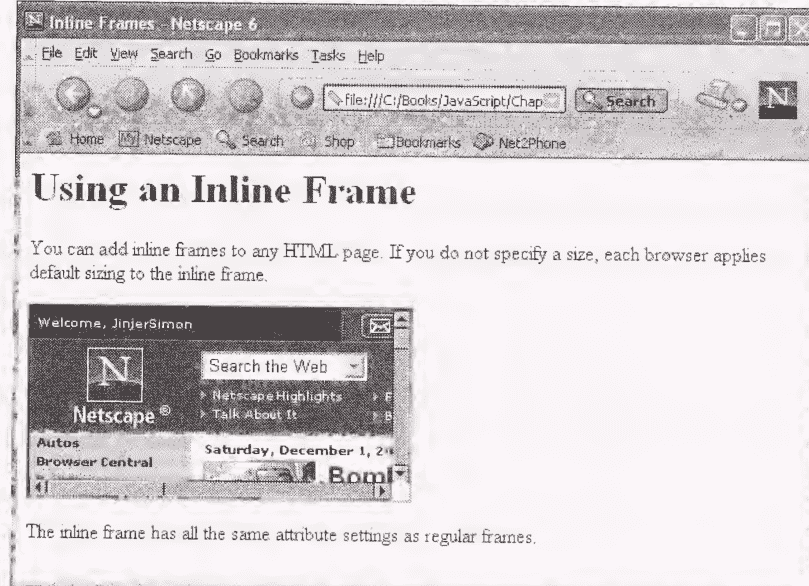 Inline Frames - Netscape 6
File Edit View Search Go Bookmarks Tasks Help
file:///C:/Books/JavaScript/Chap
Search
N
Home Netscape Search Shop Bookmarks Net2Phone
Using an Inline Frame
You can add inline frames to any HTML page. If you do not specify a size, each browser applies
default sizing to the inline frame.
Welcome, JinjerSimon
N
Netscape ®
Search the Web
Netscape Highlights
Talk About It
Autos
Browser Central
Saturday, December 1, 2
Bomb
The inline frame has all the same attribute settings as regular frames.